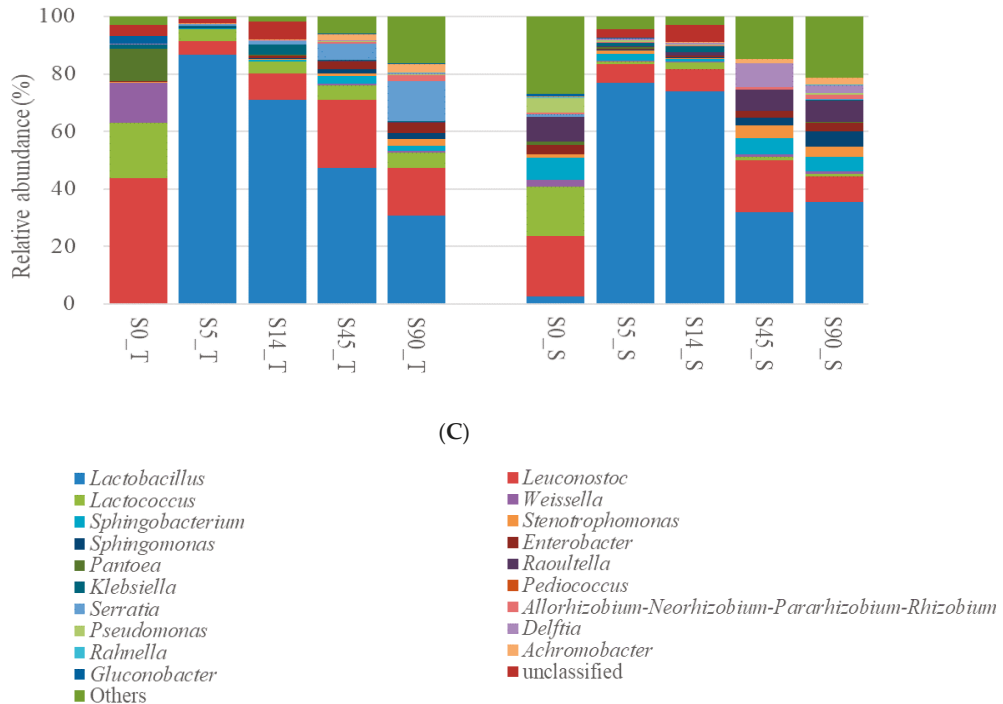 100
80
60
40
20
0
Relative abundance (%)
S0_T
S5_T
S14_T
S45_T
S90_T
S0_S
S5_S
S14_S
S45_S
S90_S
(C)
Lactobacillus
Leuconostoc
Lactococcus
Weissella
Sphingobacterium
Stenotrophomonas
Sphingomonas
Enterobacter
Pantoea
Raoultella
Klebsiella
Pediococcus
Serratia
Allorhizobium-Neorhizobium-Pararhizobium-Rhizobium
Pseudomonas
Delftia
Rahnella
Achromobacter
Gluconobacter
unclassified
Others